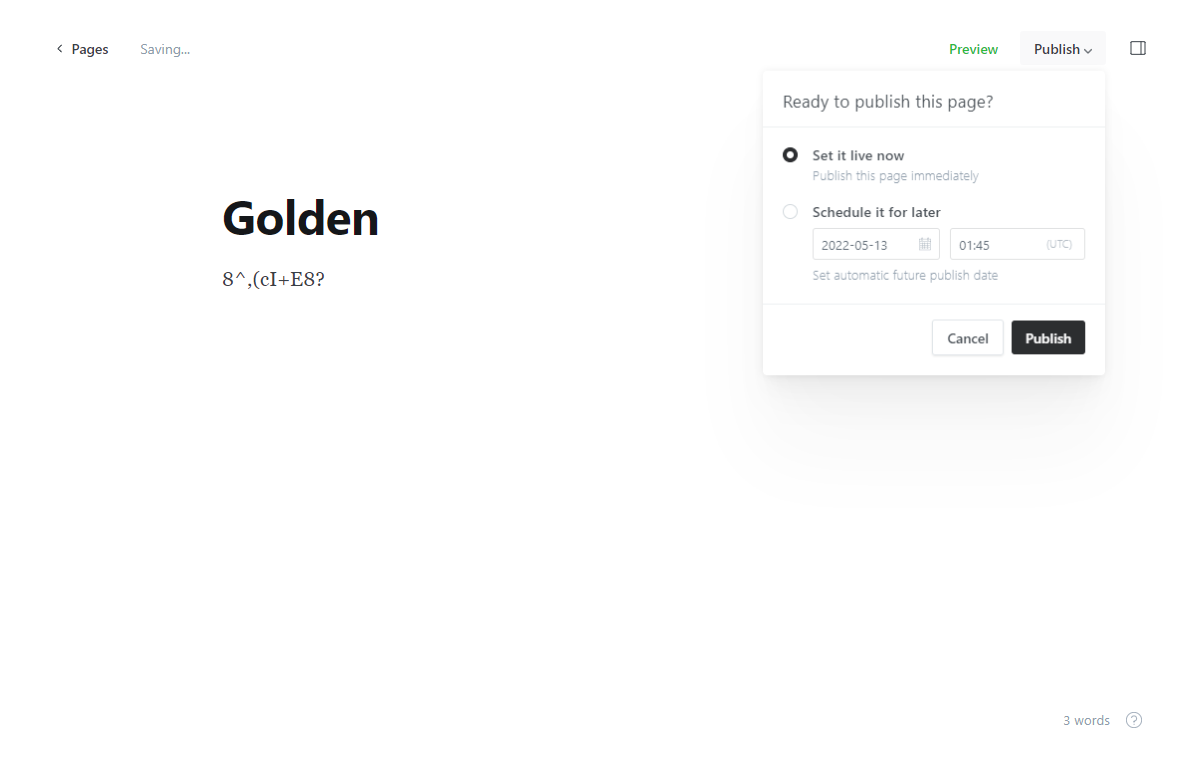 Pages
Saving...
Preview
Publish
Ready to publish this page?
Set it live now
Publish this page immediately
Schedule it for later
2022-05-13
01:45 (UTC)
Set automatic future publish date
Cancel
Publish
Golden
8^,(cI+E8?
3 words
?